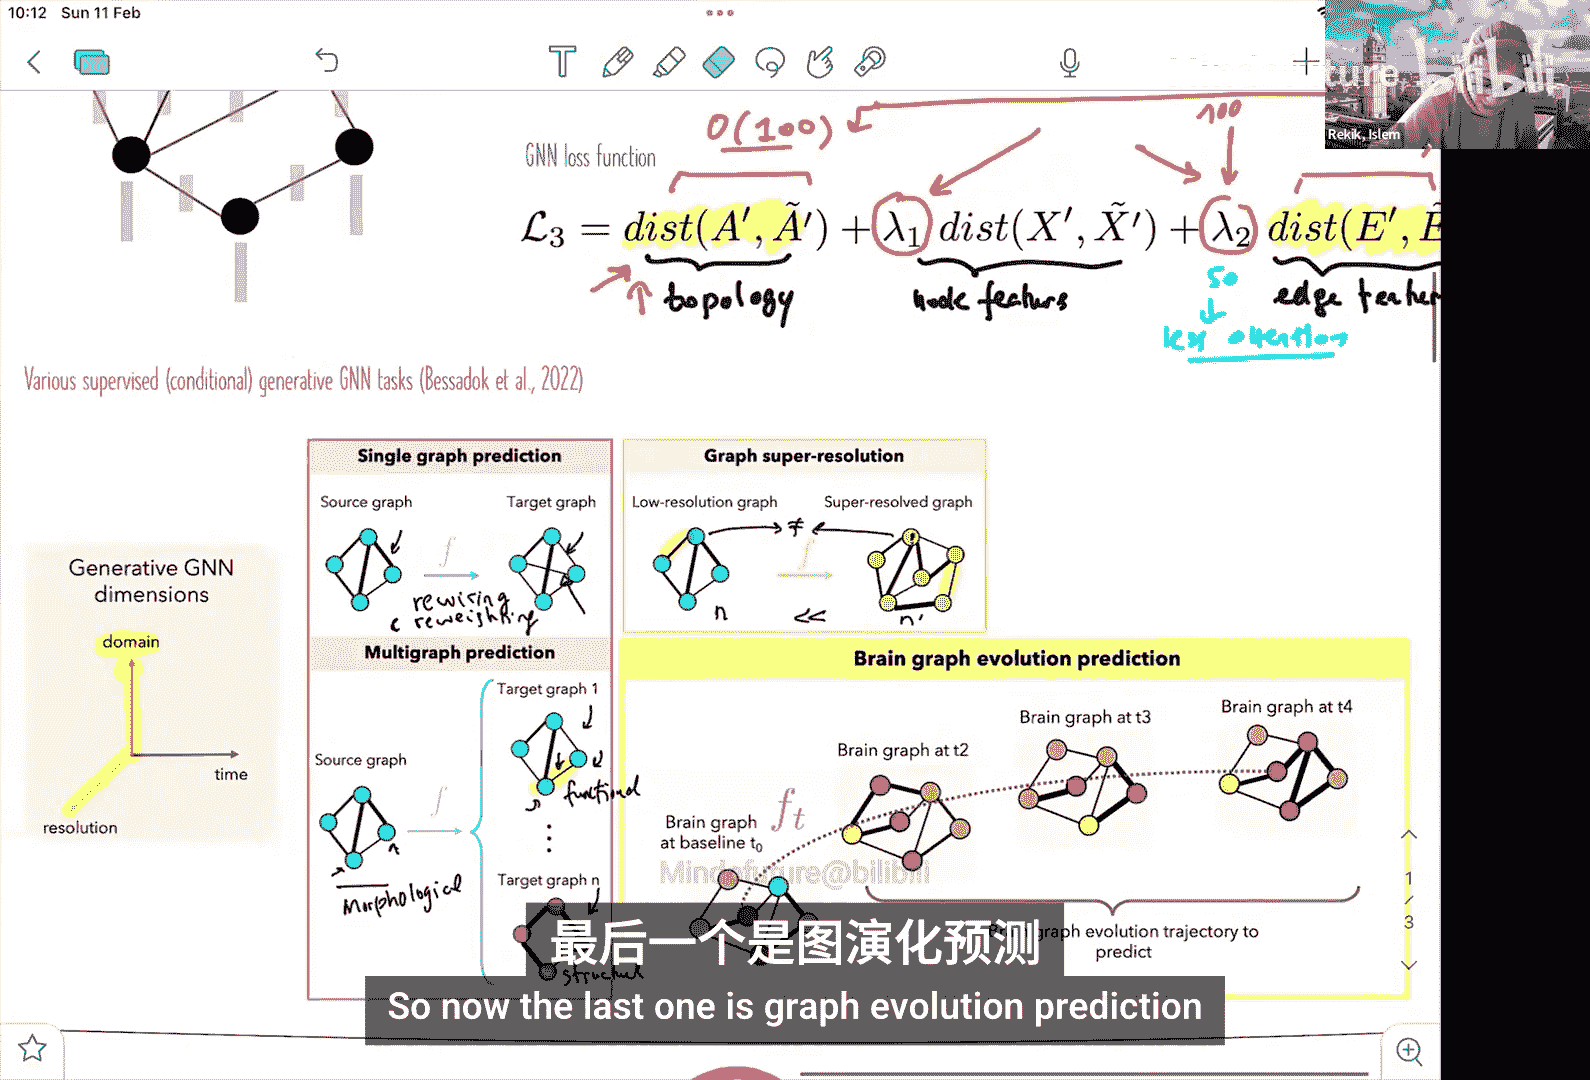 10:12 Sun 11 Feb
Rekik, Islem
O(100)
100
GNN loss function
L₃ = dist(A′, Ã′) + λ₁ dist(X′, X̃′) + λ₂ dist(E′, Ẽ
topology
node features
50
edge feature
less attention
Various supervised (conditional) generative GNN tasks (Bessadok et al., 2022)
Generative GNN
dimensions
domain
time
resolution
Single graph prediction
Source graph
Target graph
f
rewiring
reweighting
Graph super-resolution
Low-resolution graph
Super-resolved graph
≠
f
n
<<
n'
Multigraph prediction
Source graph
f
Morphological
Target graph 1
functional
Target graph n
Brain graph evolution prediction
Brain graph
at baseline t₀
fₜ
Brain graph at t2
Brain graph at t3
Brain graph at t4
graph evolution trajectory to
predict
Mindofuture@bilibili
1
/
3
最后一个是图演化预测
So now the last one is graph evolution prediction